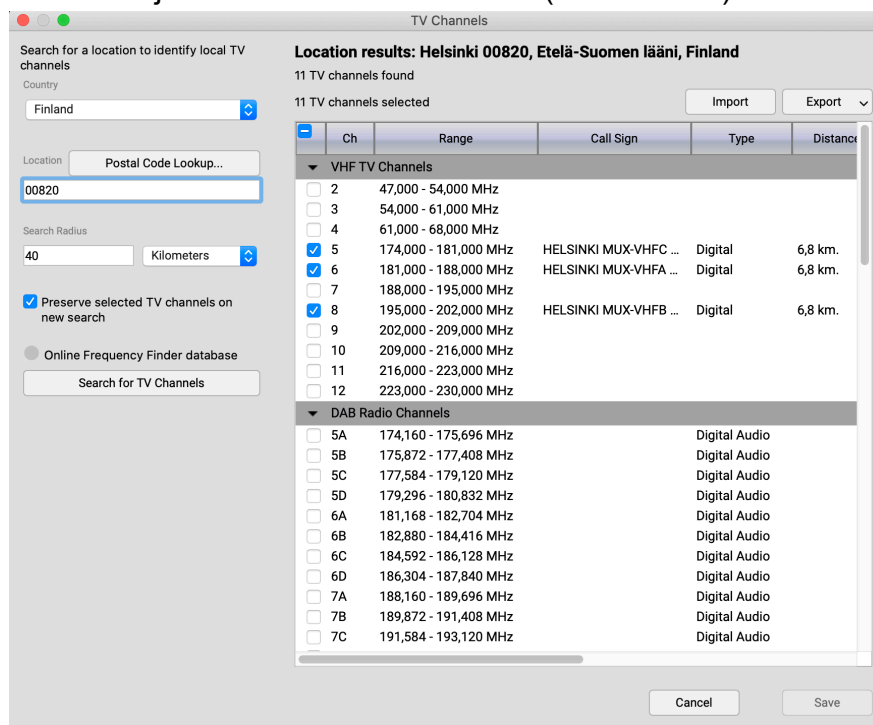 TV Channels
Search for a location to identify local TV
channels
Country
Finland
Location
Postal Code Lookup...
00820
Search Radius
40
Kilometers
Preserve selected TV channels on
new search
Online Frequency Finder database
Search for TV Channels
Location results: Helsinki 00820, Etelä-Suomen lääni, Finland
11 TV channels found
11 TV channels selected
Import
Export
Ch Range Call Sign Type Distance
VHF TV Channels
2 47,000 - 54,000 MHz
3 54,000 - 61,000 MHz
4 61,000 - 68,000 MHz
5 174,000 - 181,000 MHz HELSINKI MUX-VHFC ... Digital 6,8 km.
6 181,000 - 188,000 MHz HELSINKI MUX-VHFA ... Digital 6,8 km.
7 188,000 - 195,000 MHz
8 195,000 - 202,000 MHz HELSINKI MUX-VHFB ... Digital 6,8 km.
9 202,000 - 209,000 MHz
10 209,000 - 216,000 MHz
11 216,000 - 223,000 MHz
12 223,000 - 230,000 MHz
DAB Radio Channels
5A 174,160 - 175,696 MHz Digital Audio
5B 175,872 - 177,408 MHz Digital Audio
5C 177,584 - 179,120 MHz Digital Audio
5D 179,296 - 180,832 MHz Digital Audio
6A 181,168 - 182,704 MHz Digital Audio
6B 182,880 - 184,416 MHz Digital Audio
6C 184,592 - 186,128 MHz Digital Audio
6D 186,304 - 187,840 MHz Digital Audio
7A 188,160 - 189,696 MHz Digital Audio
7B 189,872 - 191,408 MHz Digital Audio
7C 191,584 - 193,120 MHz Digital Audio
Cancel
Save